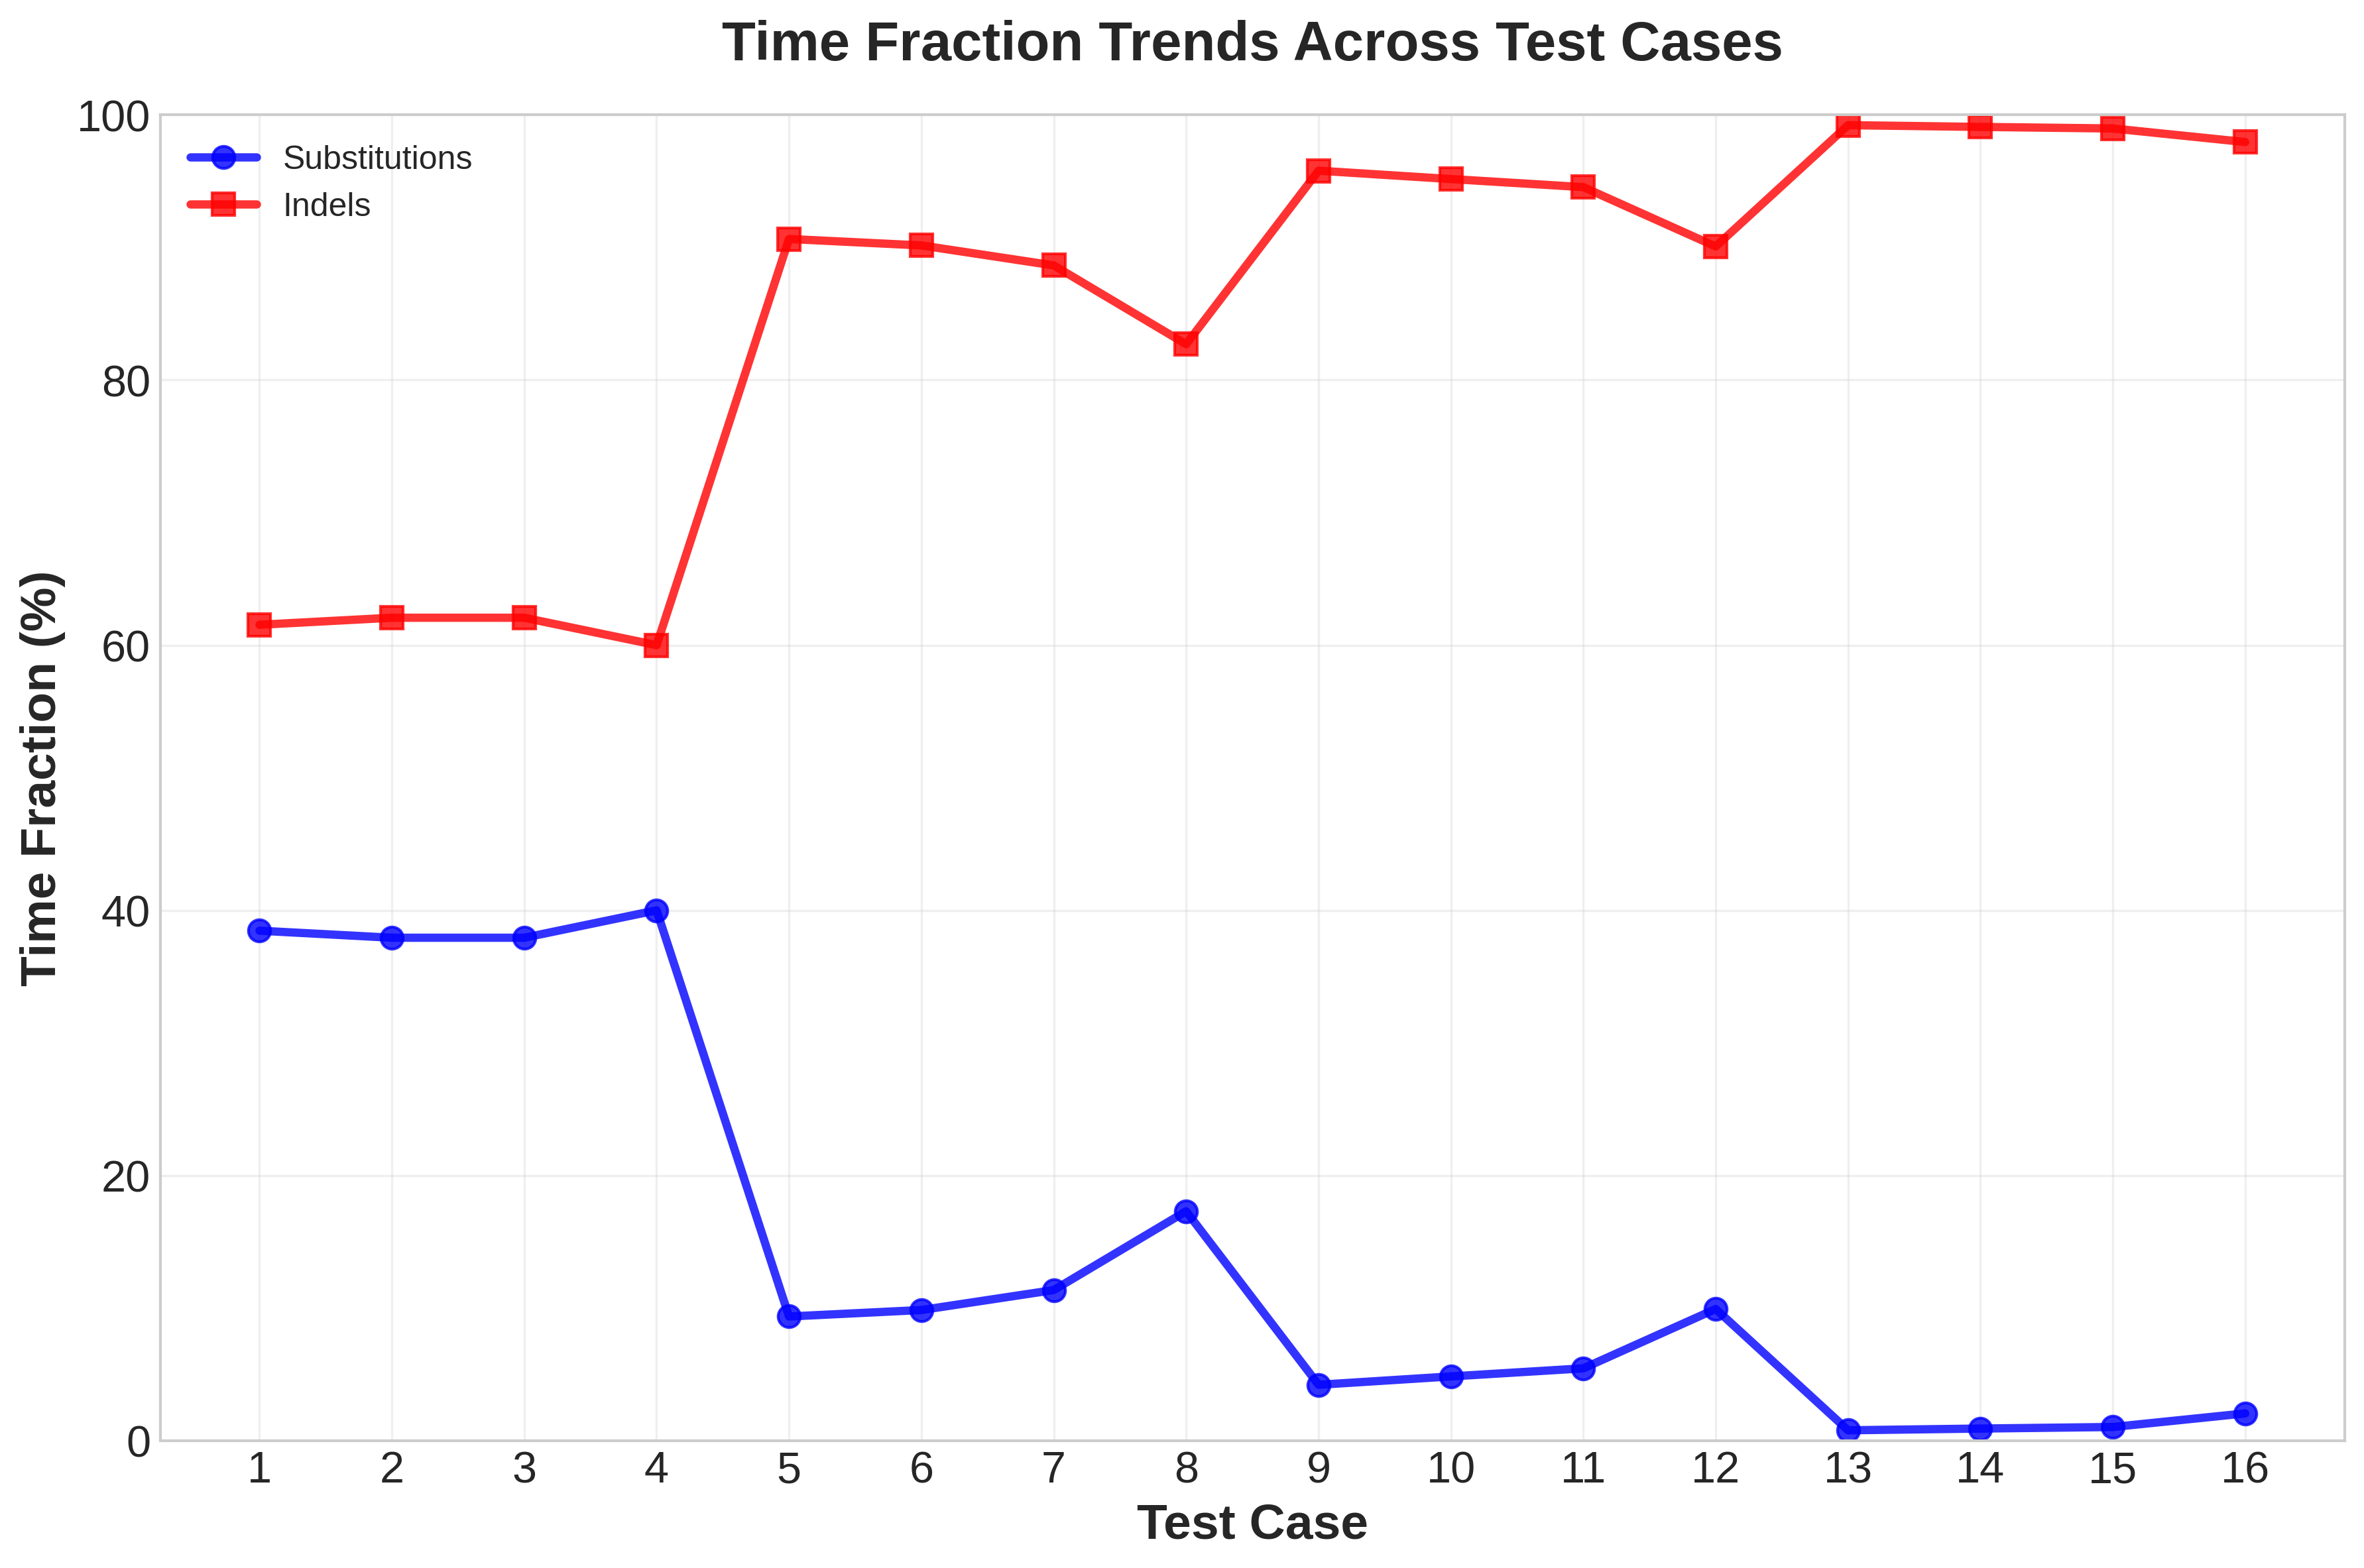 Time Fraction Trends Across Test Cases
100
80
60
40
20
0
Time Fraction (%)
Substitutions
Indels
1 2 3 4 5 6 7 8 9 10 11 12 13 14 15 16
Test Case